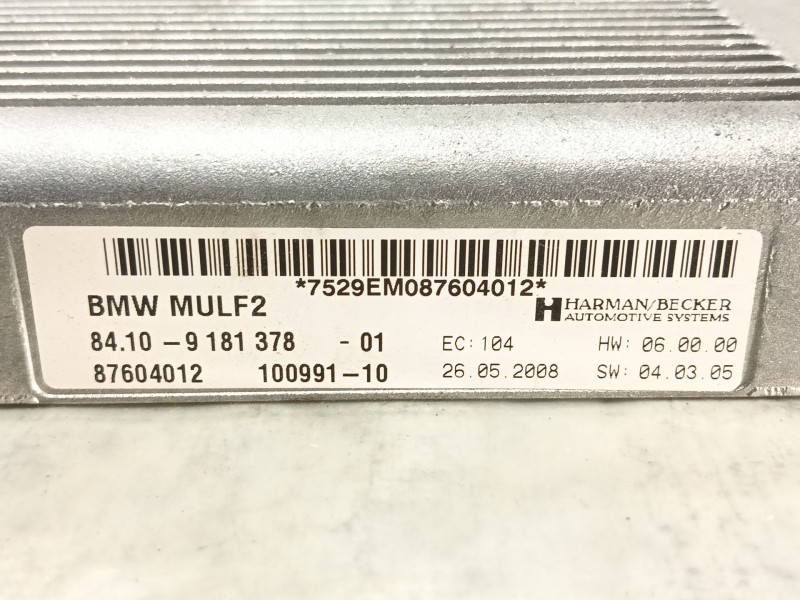 *7529EM087604012*
BMW MULF2
HARMAN/BECKER
AUTOMOTIVE SYSTEMS
84.10 - 9 181 378 - 01 EC: 104 HW: 06.00.00
87604012 100991-10 26.05.2008 SW: 04.03.05